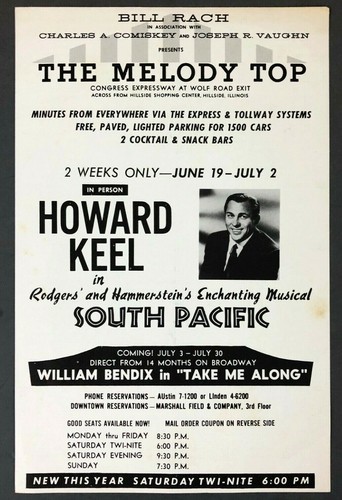 BILL RACH
IN ASSOCIATION WITH
CHARLES A. COMISKEY AND JOSEPH R. VAUGHN
PRESENTS
THE MELODY TOP
CONGRESS EXPRESSWAY AT WOLF ROAD EXIT
ACROSS FROM HILLSIDE SHOPPING CENTER, HILLSIDE, ILLINOIS
MINUTES FROM EVERYWHERE VIA THE EXPRESS & TOLLWAY SYSTEMS
FREE, PAVED, LIGHTED PARKING FOR 1500 CARS
2 COCKTAIL & SNACK BARS
2 WEEKS ONLY—JUNE 19–JULY 2
IN PERSON
HOWARD
KEEL
in
Rodgers' and Hammerstein's Enchanting Musical
SOUTH PACIFIC
COMING! JULY 3 – JULY 30
DIRECT FROM 14 MONTHS ON BROADWAY
WILLIAM BENDIX in "TAKE ME ALONG"
PHONE RESERVATIONS— AUstin 7-1200 or LInden 4-6200
DOWNTOWN RESERVATIONS— MARSHALL FIELD & COMPANY, 3rd Floor
GOOD SEATS AVAILABLE NOW! MAIL ORDER COUPON ON REVERSE SIDE
MONDAY thru FRIDAY 8:30 P.M.
SATURDAY TWI-NITE 6:00 P.M.
SATURDAY EVENING 9:30 P.M.
SUNDAY 7:30 P.M.
NEW THIS YEAR SATURDAY TWI-NITE 6:00 PM